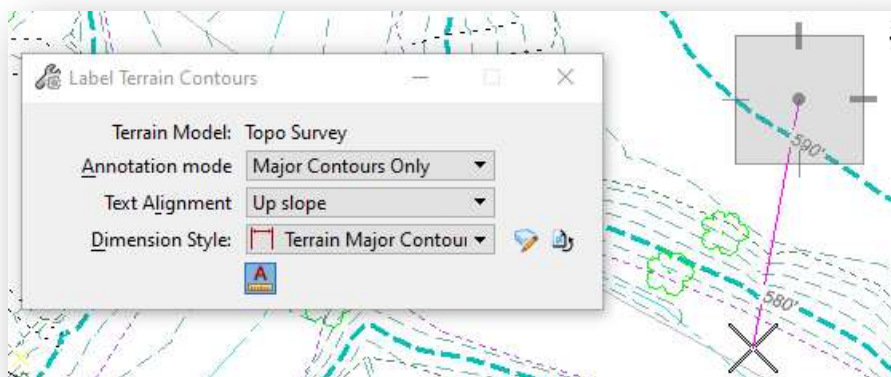 Label Terrain Contours
Terrain Model: Topo Survey
Annotation mode Major Contours Only
Text Alignment Up slope
Dimension Style: Terrain Major Contour
A
590'
580'